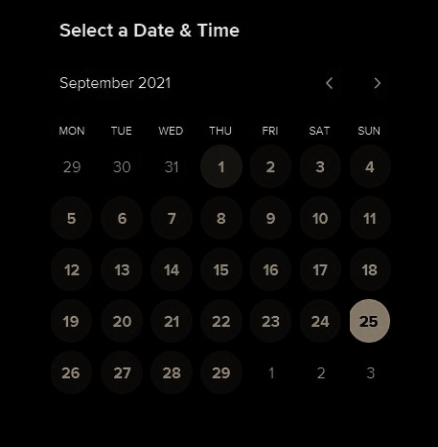 Select a Date & Time
September 2021
MON TUE WED THU FRI SAT SUN
29 30 31 1 2 3 4
5 6 7 8 9 10 11
12 13 14 15 16 17 18
19 20 21 22 23 24 25
26 27 28 29 1 2 3